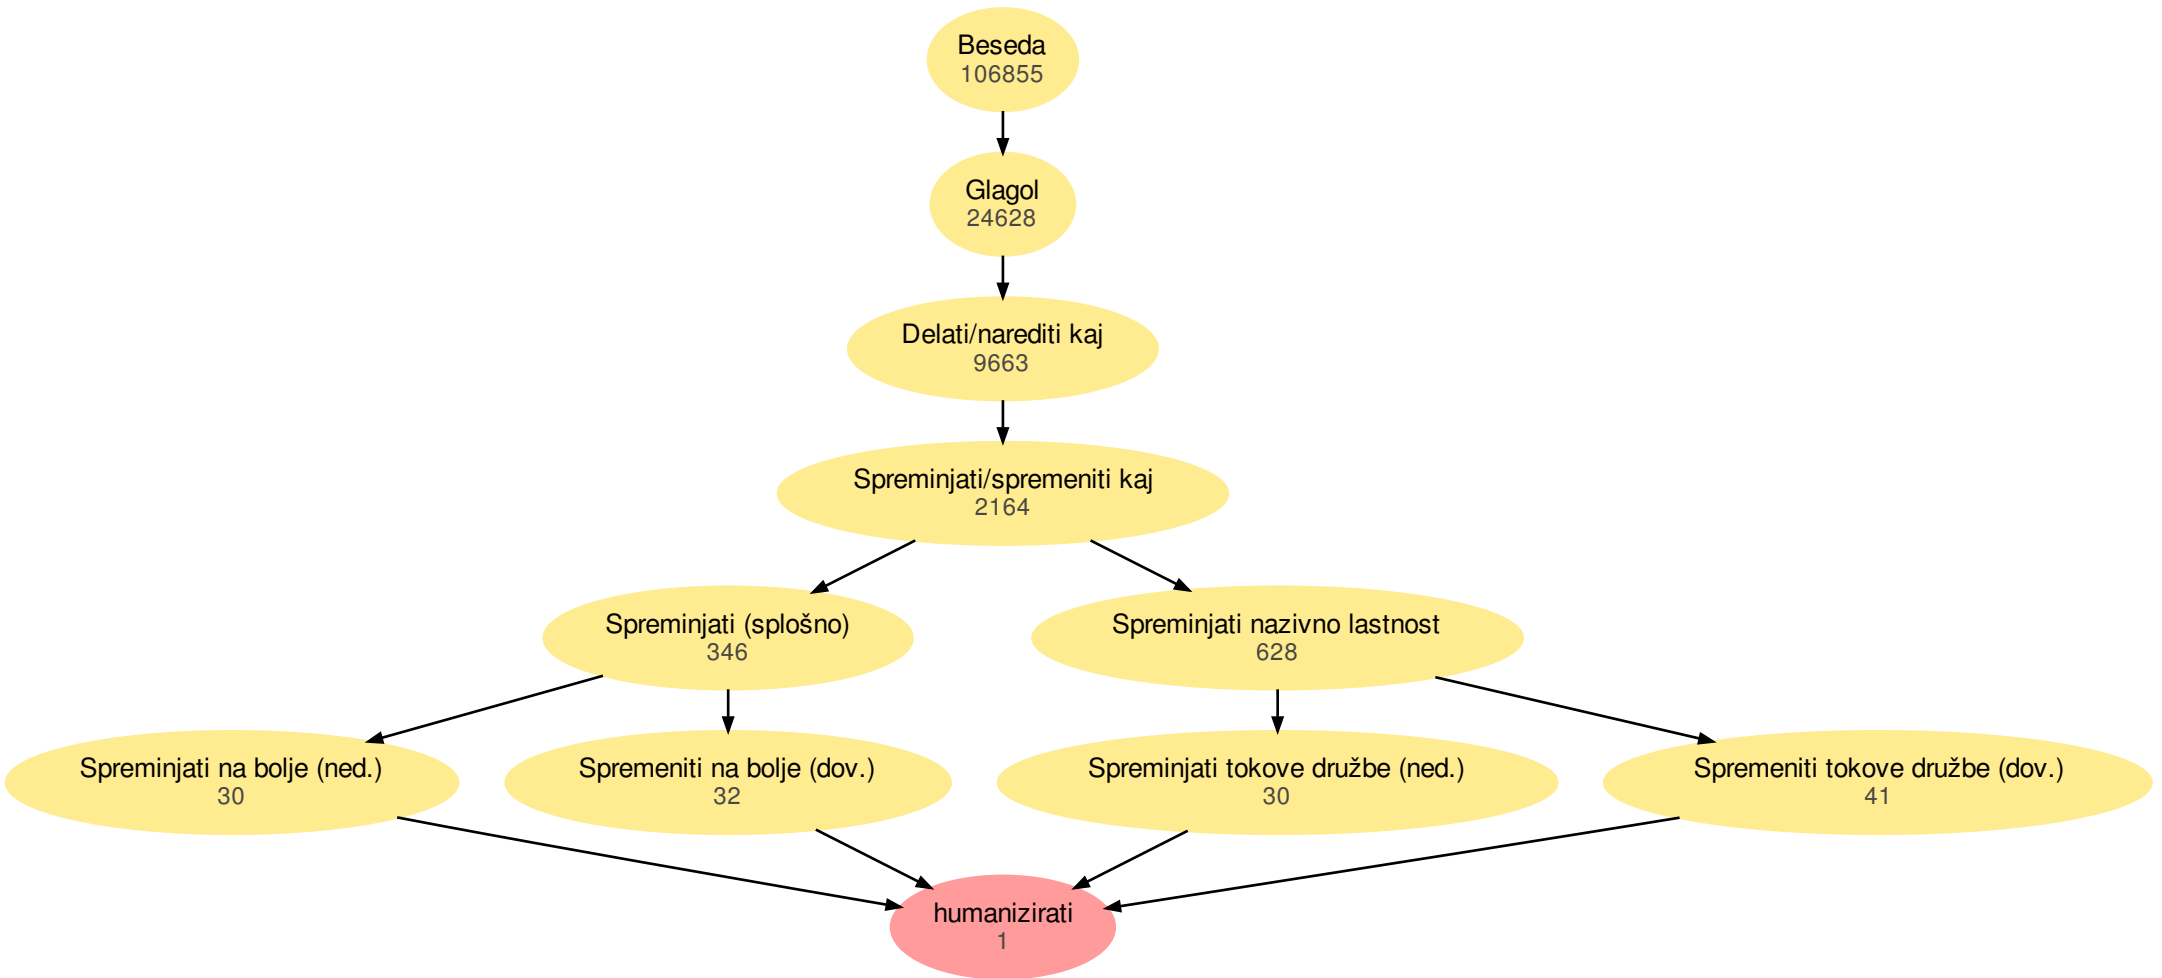 Beseda
106855
Glagol
24628
Delati/narediti kaj
9663
Spreminjati/spremeniti kaj
2164
Spreminjati (splošno)
346
Spreminjati nazivno lastnost
628
Spreminjati na bolje (ned.)
30
Spremeniti na bolje (dov.)
32
Spreminjati tokove družbe (ned.)
30
Spremeniti tokove družbe (dov.)
41
humanizirati
1